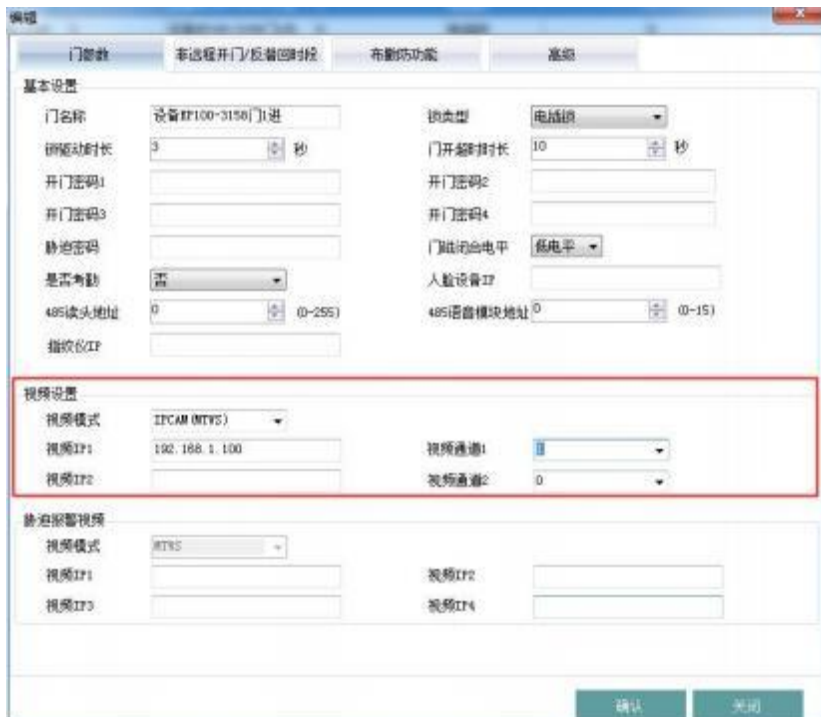 编辑
门参数 非远程开门/反潜回时段 布撤防功能 高级
基本设置
门名称 设备EP100-3158门1进 锁类型 电插锁
锁驱动时长 3 秒 门开超时时长 10 秒
开门密码1 开门密码2
开门密码3 开门密码4
胁迫密码 门磁闭合电平 低电平
是否考勤 否 人脸设备IP
485读头地址 0 (0-255) 485语音模块地址 0 (0-15)
指纹仪IP
视频设置
视频模式 IPCAM(NTVS)
视频IP1 192.168.1.100 视频通道1
视频IP2 视频通道2 0
胁迫报警视频
视频模式 NTVS
视频IP1 视频IP2
视频IP3 视频IP4
确认 关闭